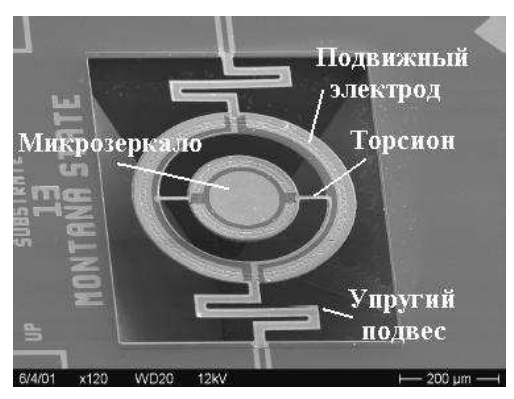 Подвижный
электрод
Микрозеркало
Торсион
Упругий
подвес
SUBSTRATE
13
MONTANA STATE
UP
6/4/01 x120 WD20 12kV 200 µm